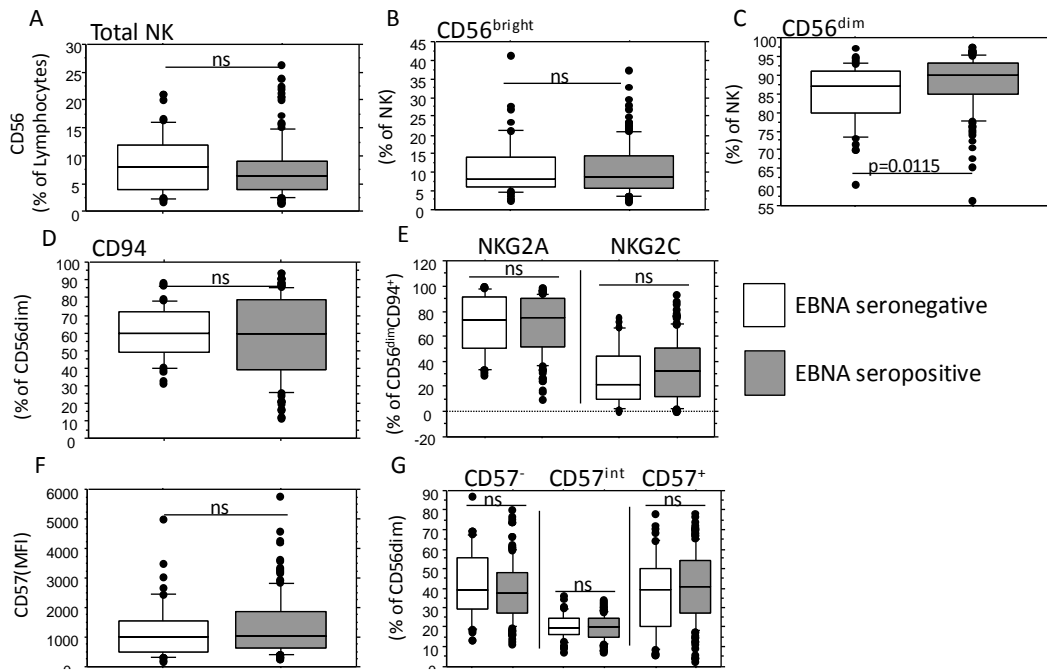 A Total NK
ns
CD56
(% of Lymphocytes)
30
25
20
15
10
5
0
B CD56bright
ns
(% of NK)
45
40
35
30
25
20
15
10
5
0
C CD56dim
p=0.0115
(%) of NK)
100
95
90
85
80
75
70
65
60
55
D CD94
ns
(% of CD56dim)
100
90
80
70
60
50
40
30
20
10
0
E NKG2A NKG2C
ns ns
(% of CD56dimCD94+)
120
100
80
60
40
20
0
-20
EBNA seronegative
EBNA seropositive
F
ns
CD57(MFI)
6000
5000
4000
3000
2000
1000
0
G CD57- CD57int CD57+
ns ns ns
(% of CD56dim)
90
80
70
60
50
40
30
20
10
0